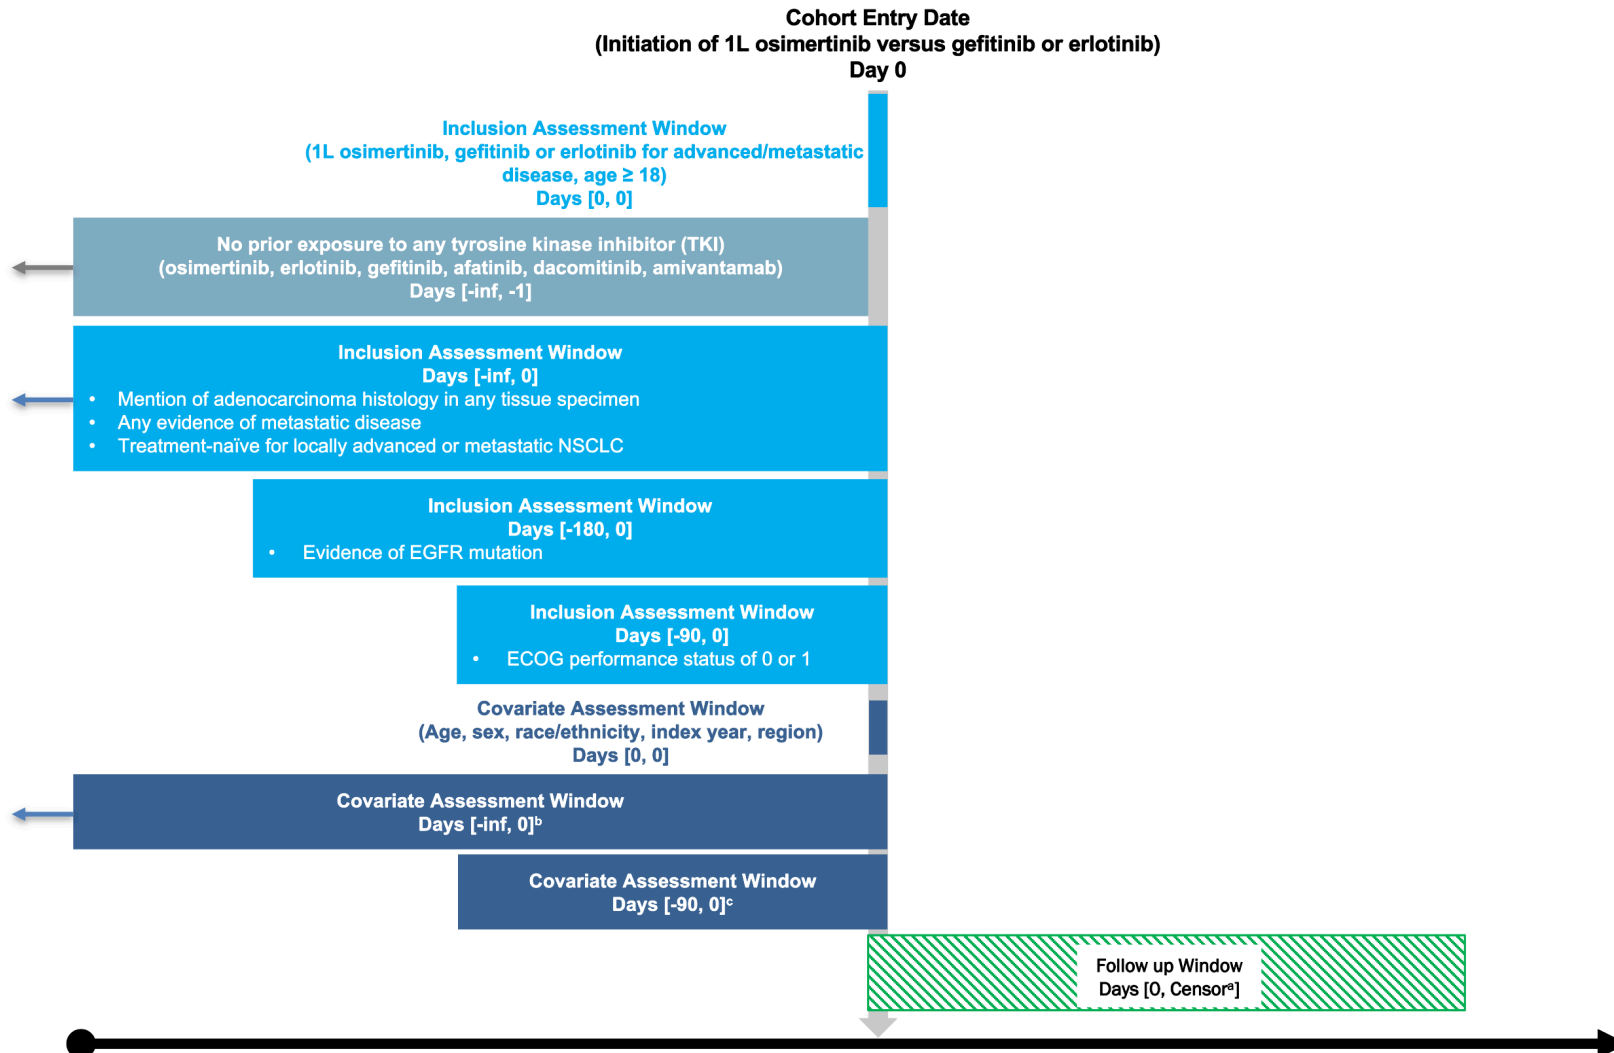 Cohort Entry Date
(Initiation of 1L osimertinib versus gefitinib or erlotinib)
Day 0
Inclusion Assessment Window
(1L osimertinib, gefitinib or erlotinib for advanced/metastatic
disease, age ≥ 18)
Days [0, 0]
No prior exposure to any tyrosine kinase inhibitor (TKI)
(osimertinib, erlotinib, gefitinib, afatinib, dacomitinib, amivantamab)
Days [-inf, -1]
Inclusion Assessment Window
Days [-inf, 0]
• Mention of adenocarcinoma histology in any tissue specimen
• Any evidence of metastatic disease
• Treatment-naïve for locally advanced or metastatic NSCLC
Inclusion Assessment Window
Days [-180, 0]
• Evidence of EGFR mutation
Inclusion Assessment Window
Days [-90, 0]
• ECOG performance status of 0 or 1
Covariate Assessment Window
(Age, sex, race/ethnicity, index year, region)
Days [0, 0]
Covariate Assessment Window
Days [-inf, 0]ᵇ
Covariate Assessment Window
Days [-90, 0]ᶜ
Follow up Window
Days [0, Censorᵃ]